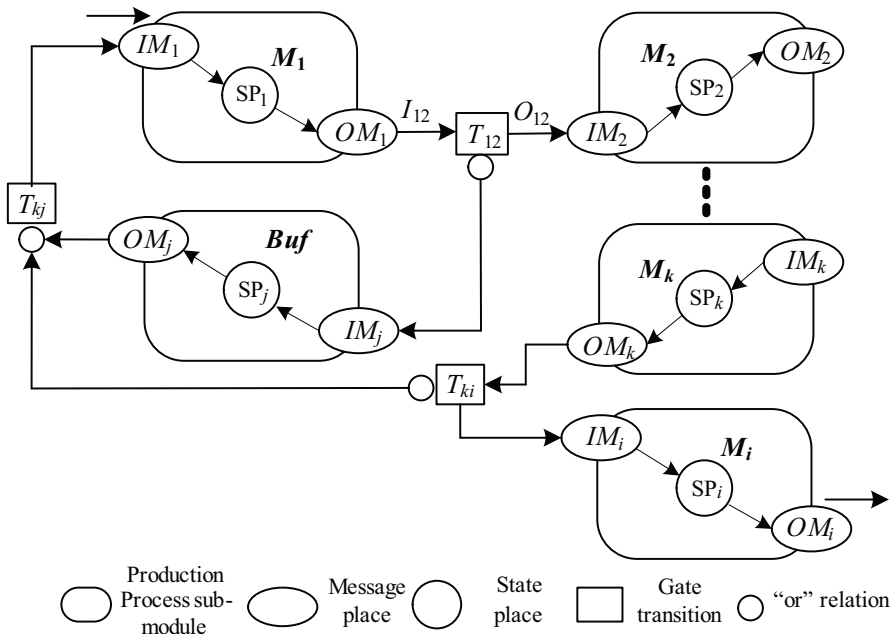 IM1
M1
SP1
OM1
I12
T12
O12
IM2
M2
SP2
OM2
Tkj
OMj
Buf
SPj
IMj
Mk
SPk
IMk
OMk
Tki
IMi
Mi
SPi
OMi
Production
Process sub-
module
Message
place
State
place
Gate
transition
“or” relation